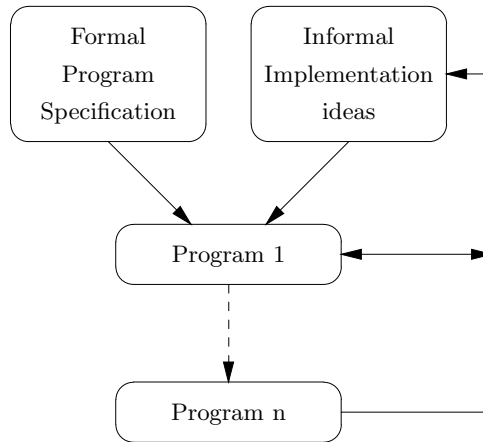 Formal
Program
Specification
Informal
Implementation
ideas
Program 1
Program n